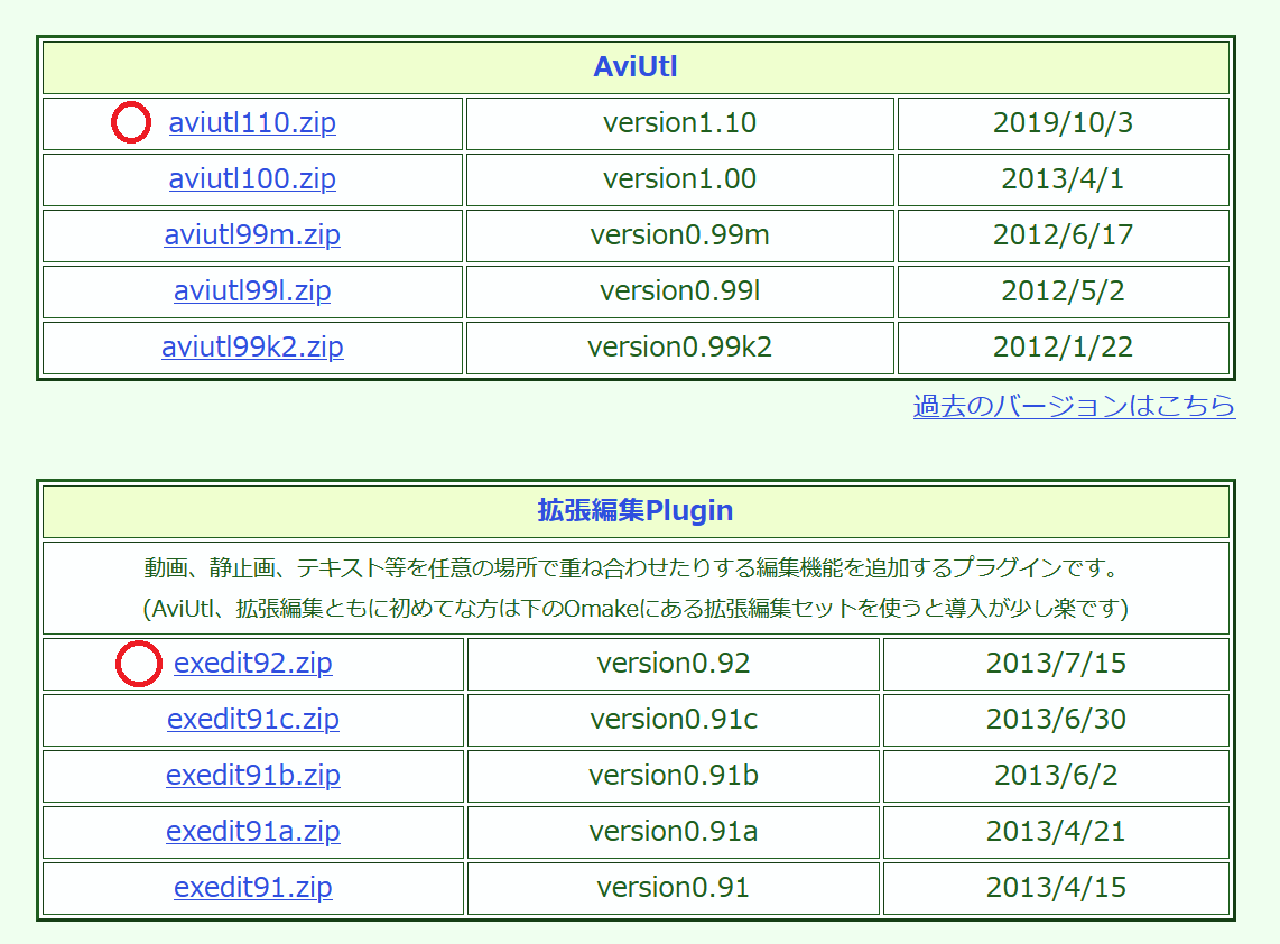 AviUtl
aviutl110.zip version1.10 2019/10/3
aviutl100.zip version1.00 2013/4/1
aviutl99m.zip version0.99m 2012/6/17
aviutl99l.zip version0.99l 2012/5/2
aviutl99k2.zip version0.99k2 2012/1/22
過去のバージョンはこちら
拡張編集Plugin
動画、静止画、テキスト等を任意の場所で重ね合わせたりする編集機能を追加するプラグインです。
(AviUtl、拡張編集ともに初めてな方は下のOmakeにある拡張編集セットを使うと導入が少し楽です)
exedit92.zip version0.92 2013/7/15
exedit91c.zip version0.91c 2013/6/30
exedit91b.zip version0.91b 2013/6/2
exedit91a.zip version0.91a 2013/4/21
exedit91.zip version0.91 2013/4/15